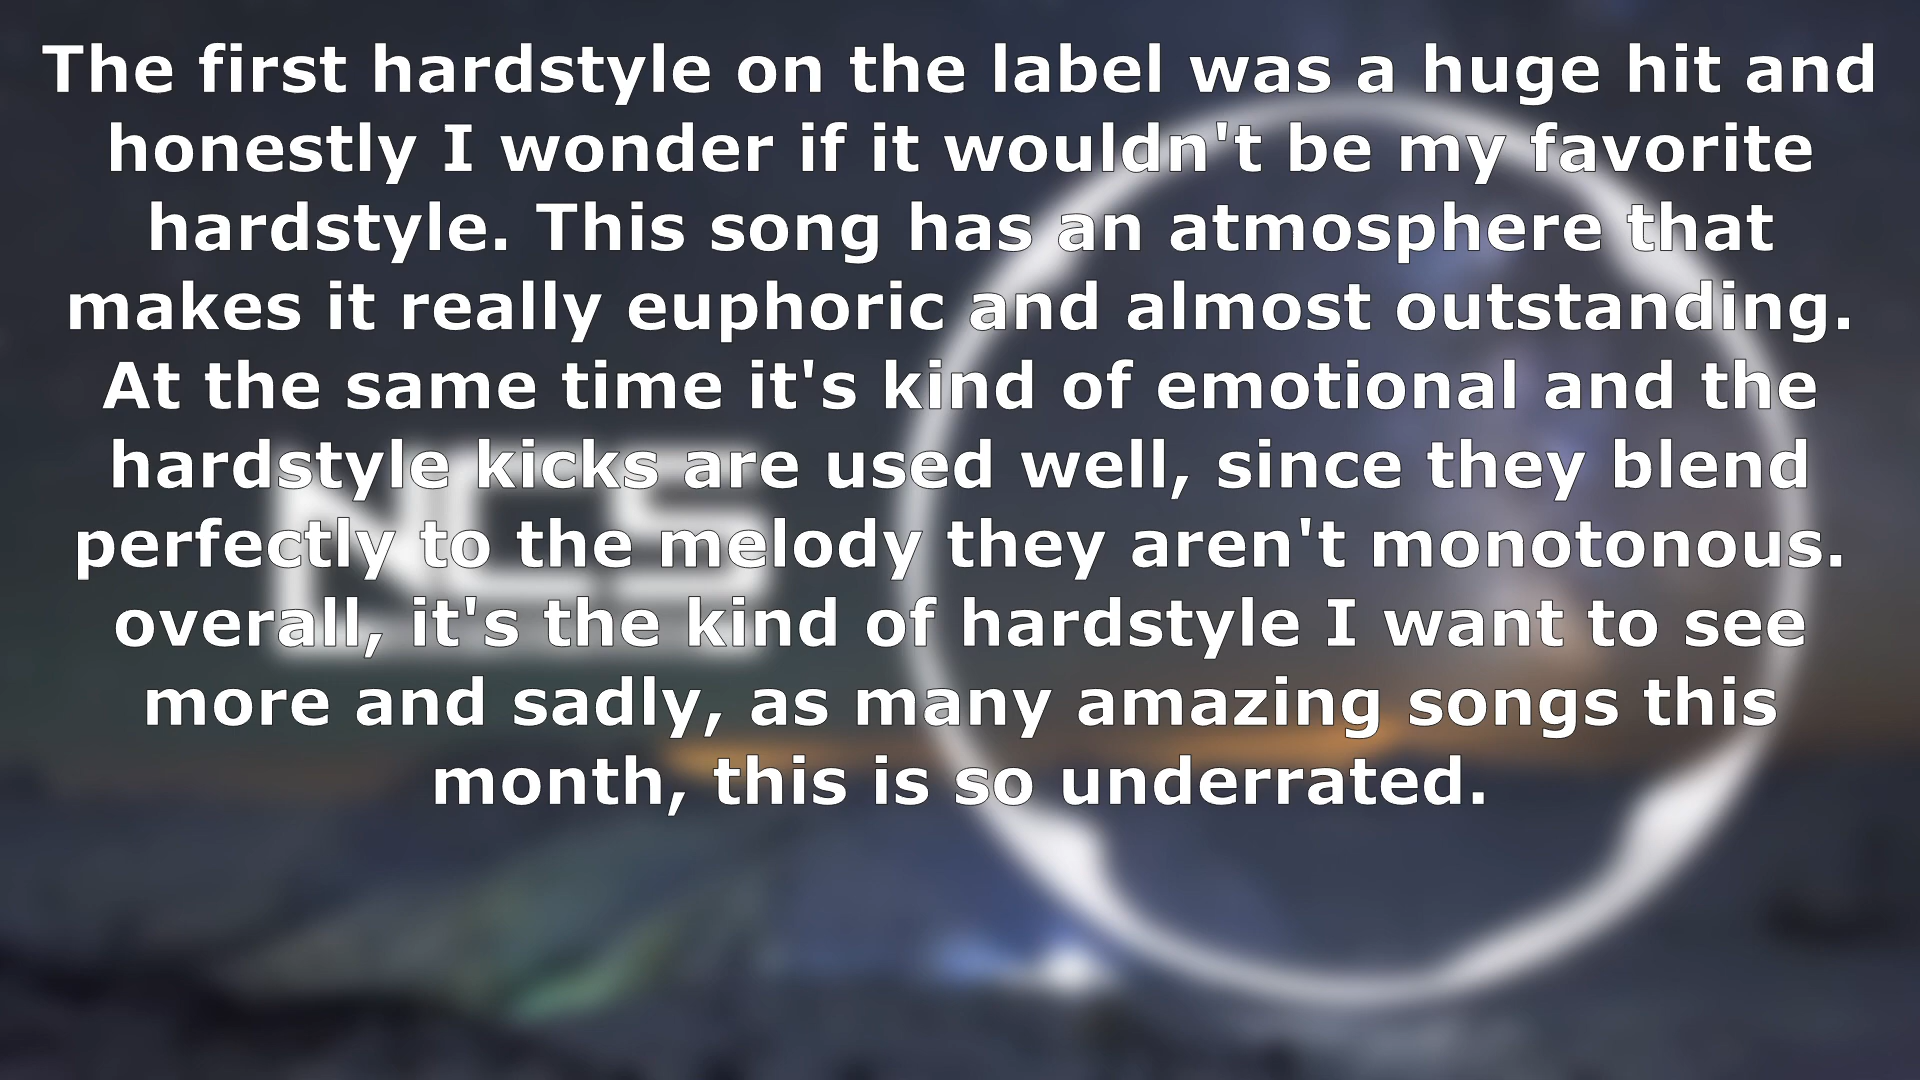 The first hardstyle on the label was a huge hit and
honestly I wonder if it wouldn't be my favorite
hardstyle. This song has an atmosphere that
makes it really euphoric and almost outstanding.
At the same time it's kind of emotional and the
hardstyle kicks are used well, since they blend
perfectly to the melody they aren't monotonous.
overall, it's the kind of hardstyle I want to see
more and sadly, as many amazing songs this
month, this is so underrated.
NCS